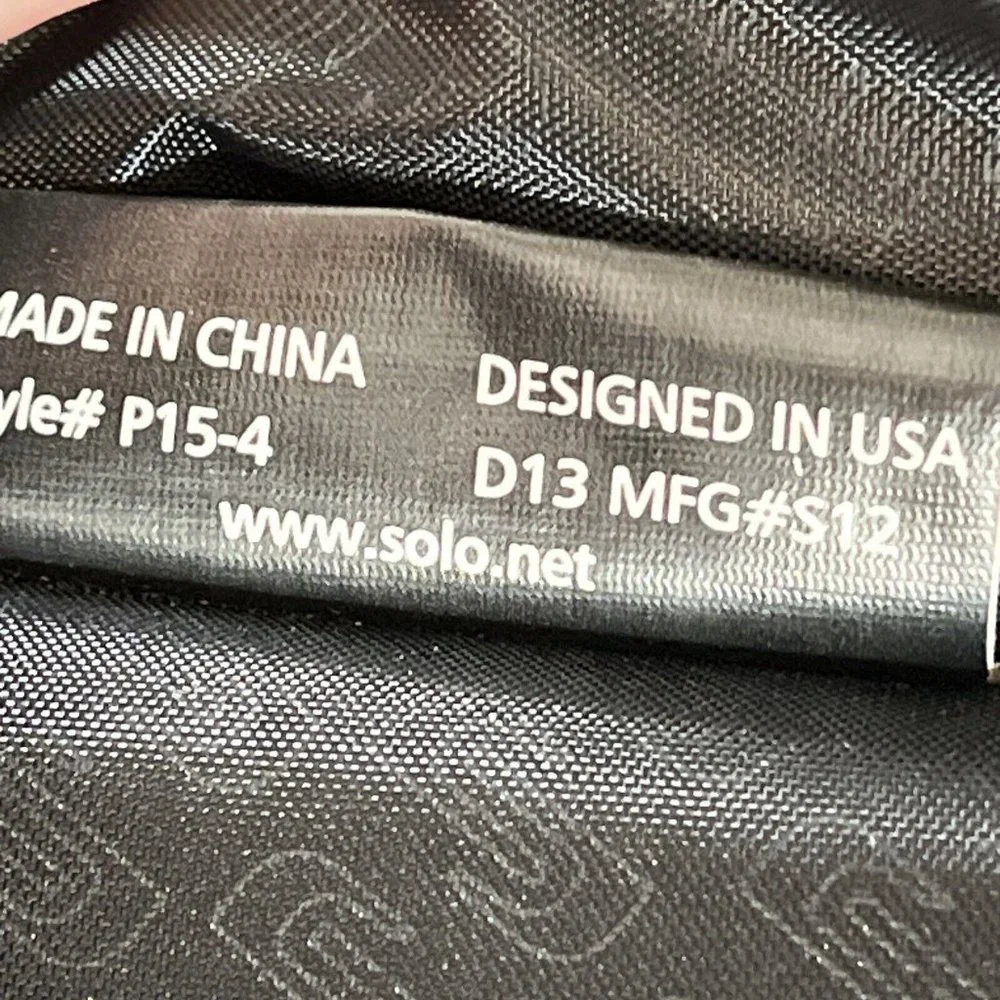 MADE IN CHINA
yle# P15-4
DESIGNED IN USA
D13 MFG#S12
www.solo.net